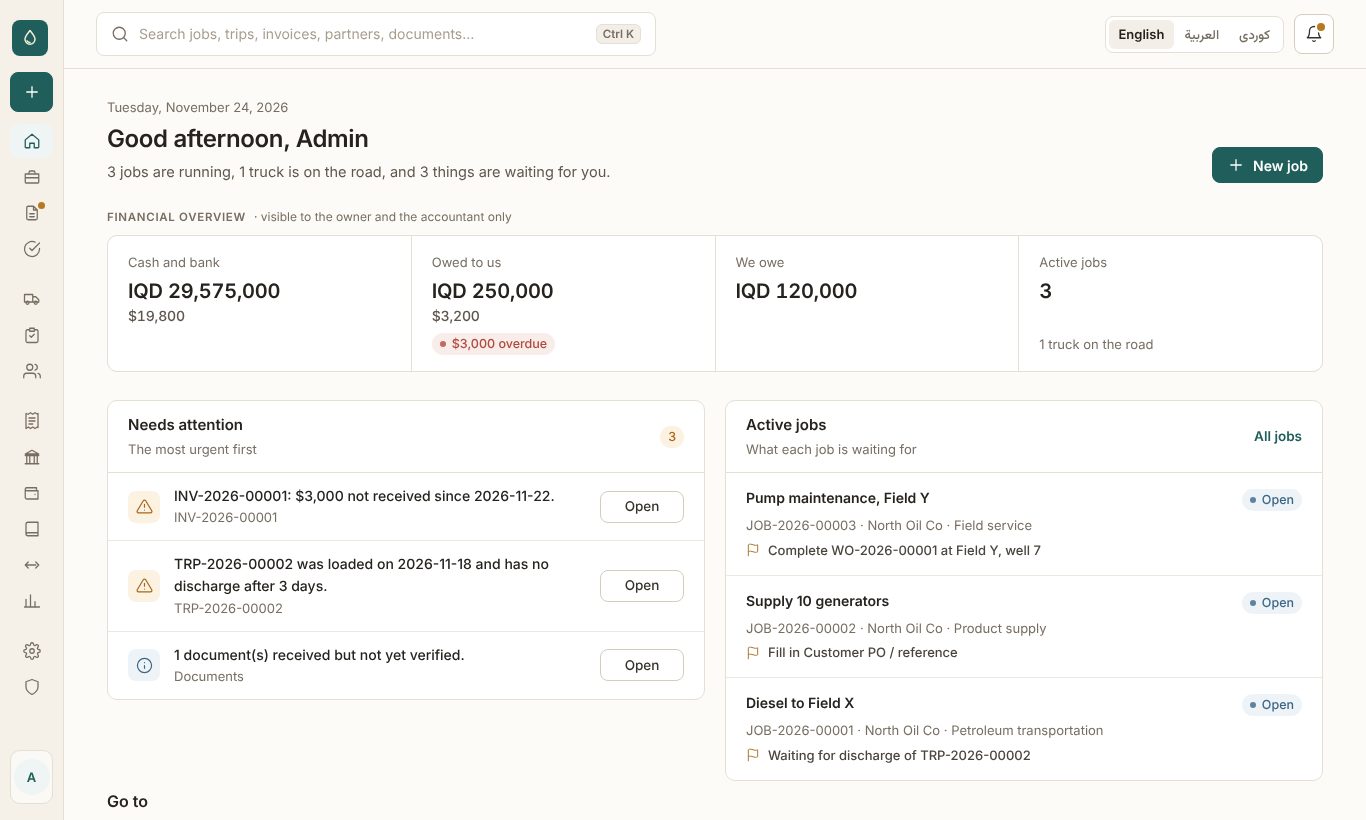 Search jobs, trips, invoices, partners, documents...
Ctrl K
English
العربية
کوردی
Tuesday, November 24, 2026
Good afternoon, Admin
3 jobs are running, 1 truck is on the road, and 3 things are waiting for you.
New job
FINANCIAL OVERVIEW · visible to the owner and the accountant only
Cash and bank
IQD 29,575,000
$19,800
Owed to us
IQD 250,000
$3,200
$3,000 overdue
We owe
IQD 120,000
Active jobs
3
1 truck on the road
Needs attention
The most urgent first
3
INV-2026-00001: $3,000 not received since 2026-11-22.
INV-2026-00001
Open
TRP-2026-00002 was loaded on 2026-11-18 and has no
discharge after 3 days.
TRP-2026-00002
Open
1 document(s) received but not yet verified.
Documents
Open
Active jobs
What each job is waiting for
All jobs
Pump maintenance, Field Y
Open
JOB-2026-00003 · North Oil Co · Field service
Complete WO-2026-00001 at Field Y, well 7
Supply 10 generators
Open
JOB-2026-00002 · North Oil Co · Product supply
Fill in Customer PO / reference
Diesel to Field X
Open
JOB-2026-00001 · North Oil Co · Petroleum transportation
Waiting for discharge of TRP-2026-00002
A
Go to